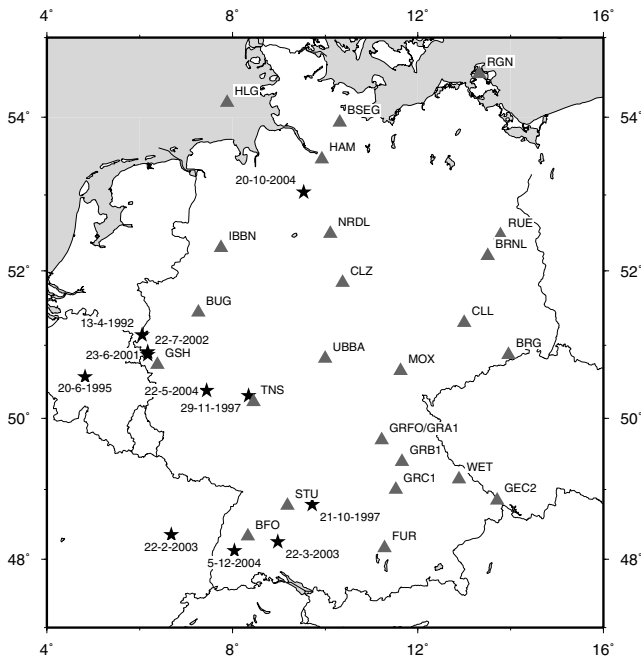 4° 8° 12° 16°
RGN
HLG
54° 54°
BSEG
HAM
20-10-2004
NRDL
RUE
IBBN
BRNL
52° 52°
CLZ
BUG
CLL
13-4-1992
22-7-2002
UBBA
BRG
23-6-2001
GSH
MOX
20-6-1995
22-5-2004
TNS
29-11-1997
50° 50°
GRFO/GRA1
GRB1
WET
GRC1
GEC2
STU
21-10-1997
BFO
FUR
22-2-2003
22-3-2003
48° 48°
5-12-2004
4° 8° 12° 16°